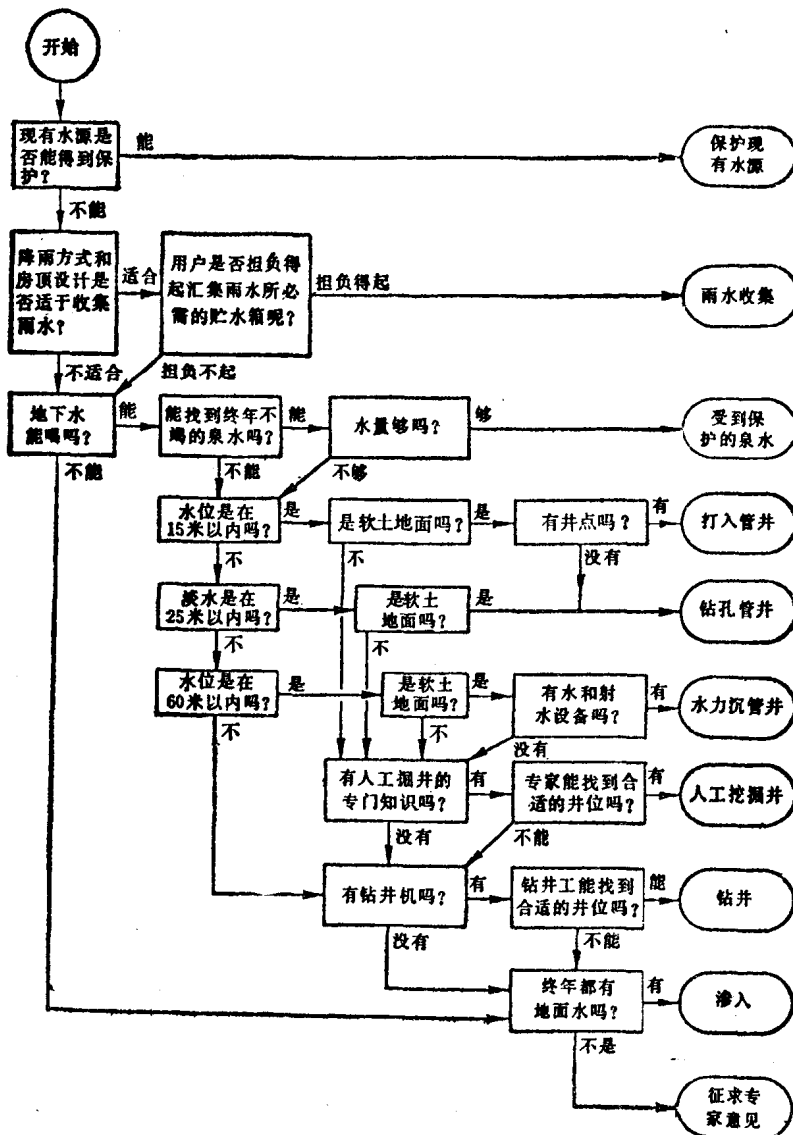 开始
现有水源是
否能得到保
护？
能
保护现
有水源
不能
降雨方式和
房顶设计是
否适于收集
雨水？
适合
用户是否担负得
起汇集雨水所必
需的贮水箱呢？
担负得起
雨水收集
不适合
担负不起
地下水
能喝吗？
能
能找到终年不
竭的泉水吗？
能
水量够吗？
够
受到保
护的泉水
不能
不能
不够
水位是在
15米以内吗？
是
是软土地面吗？
是
有井点吗？
有
打入管井
不
不
没有
淡水是在
25米以内吗？
是
是软土
地面吗？
是
钻孔管井
不
不
水位是在
60米以内吗？
是
是软土
地面吗？
是
有水和射
水设备吗？
有
水力沉管井
不
不
没有
有人工掘井的
专门知识吗？
有
专家能找到合
适的井位吗？
有
人工挖掘井
没有
不能
有钻井机吗？
有
钻井工能找到
合适的井位吗？
能
钻井
没有
不能
终年都有
地面水吗？
有
渗入
不是
征求专
家意见